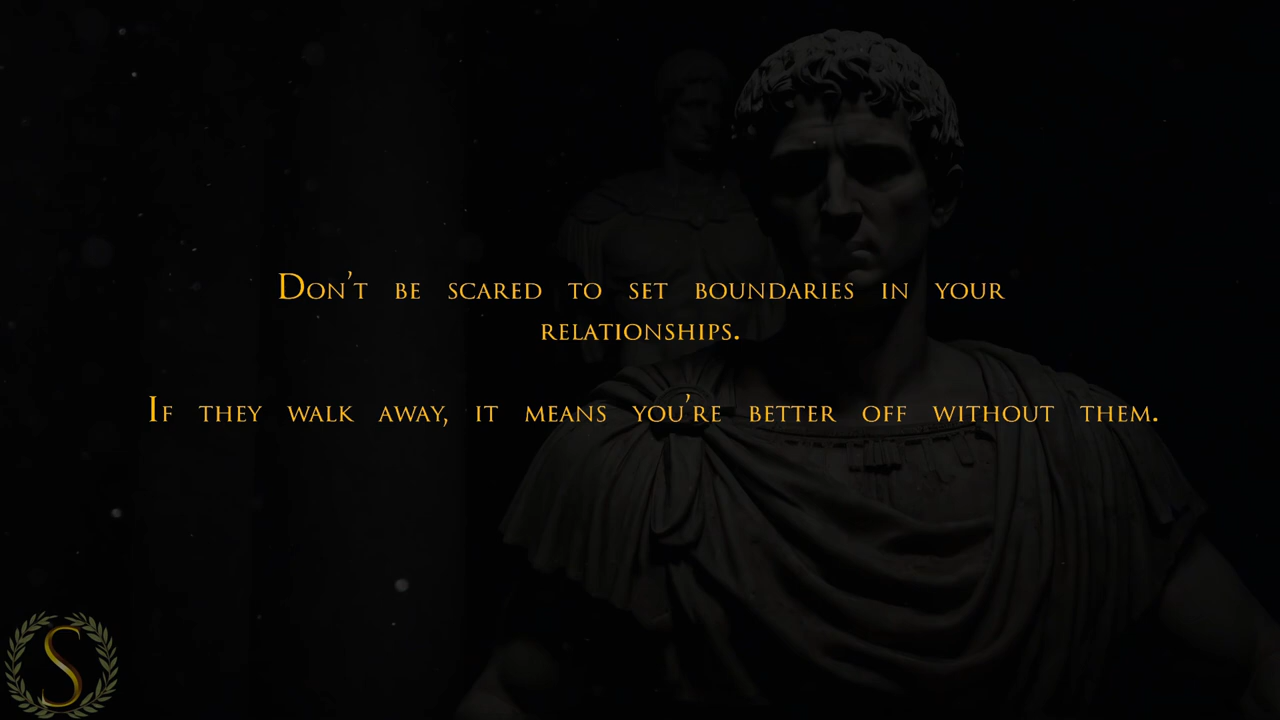 Don't be scared to set boundaries in your
relationships.
If they walk away, it means you're better off without them.
S